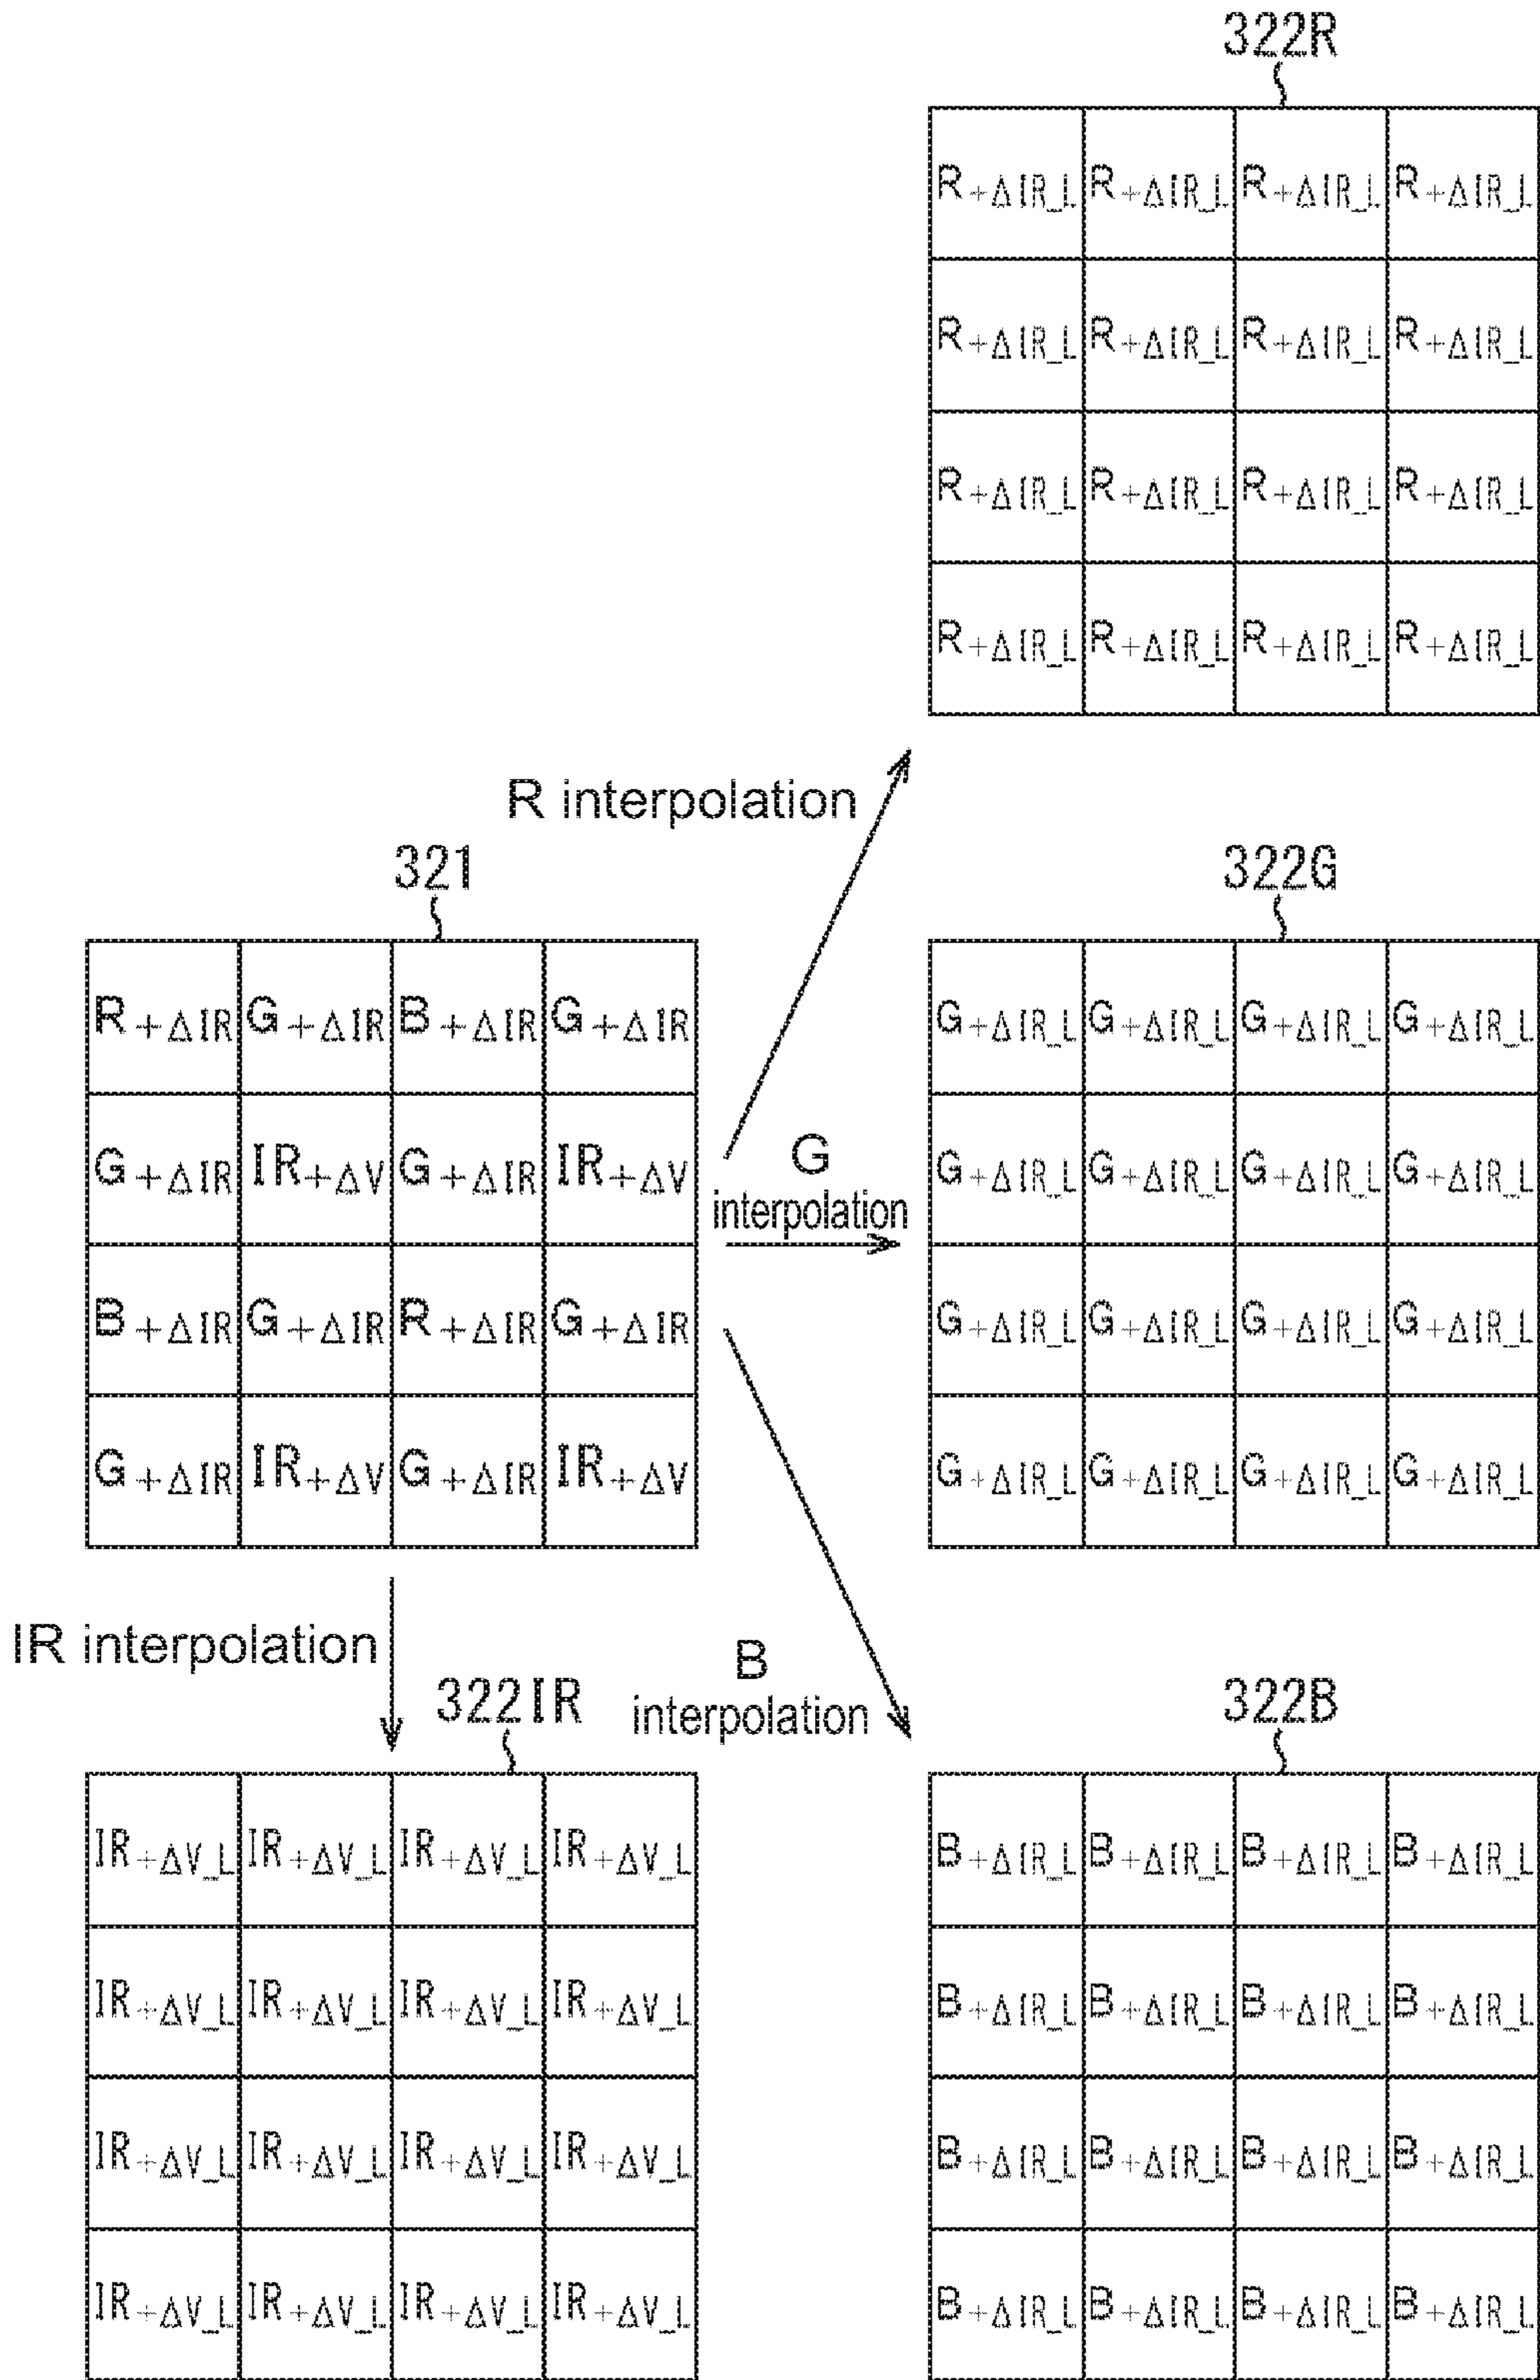 322R
R+ΔIR_L R+ΔIR_L R+ΔIR_L R+ΔIR_L
R+ΔIR_L R+ΔIR_L R+ΔIR_L R+ΔIR_L
R+ΔIR_L R+ΔIR_L R+ΔIR_L R+ΔIR_L
R+ΔIR_L R+ΔIR_L R+ΔIR_L R+ΔIR_L
R interpolation
321
R+ΔIR G+ΔIR B+ΔIR G+ΔIR
G+ΔIR IR+ΔV G+ΔIR IR+ΔV
B+ΔIR G+ΔIR R+ΔIR G+ΔIR
G+ΔIR IR+ΔV G+ΔIR IR+ΔV
G
interpolation
322G
G+ΔIR_L G+ΔIR_L G+ΔIR_L G+ΔIR_L
G+ΔIR_L G+ΔIR_L G+ΔIR_L G+ΔIR_L
G+ΔIR_L G+ΔIR_L G+ΔIR_L G+ΔIR_L
G+ΔIR_L G+ΔIR_L G+ΔIR_L G+ΔIR_L
IR interpolation
322IR
IR+ΔV_L IR+ΔV_L IR+ΔV_L IR+ΔV_L
IR+ΔV_L IR+ΔV_L IR+ΔV_L IR+ΔV_L
IR+ΔV_L IR+ΔV_L IR+ΔV_L IR+ΔV_L
IR+ΔV_L IR+ΔV_L IR+ΔV_L IR+ΔV_L
B
interpolation
322B
B+ΔIR_L B+ΔIR_L B+ΔIR_L B+ΔIR_L
B+ΔIR_L B+ΔIR_L B+ΔIR_L B+ΔIR_L
B+ΔIR_L B+ΔIR_L B+ΔIR_L B+ΔIR_L
B+ΔIR_L B+ΔIR_L B+ΔIR_L B+ΔIR_L